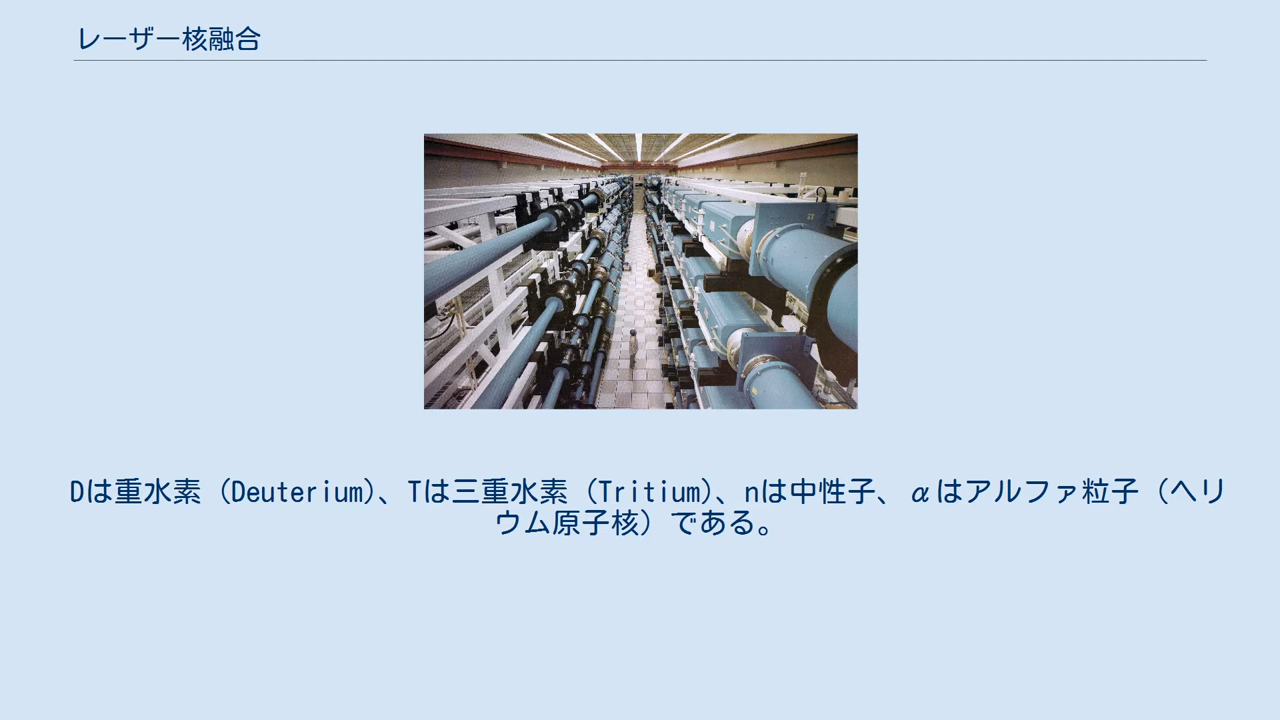 レーザー核融合
Dは重水素（Deuterium)、Tは三重水素（Tritium)、nは中性子、αはアルファ粒子（ヘリ
ウム原子核）である。